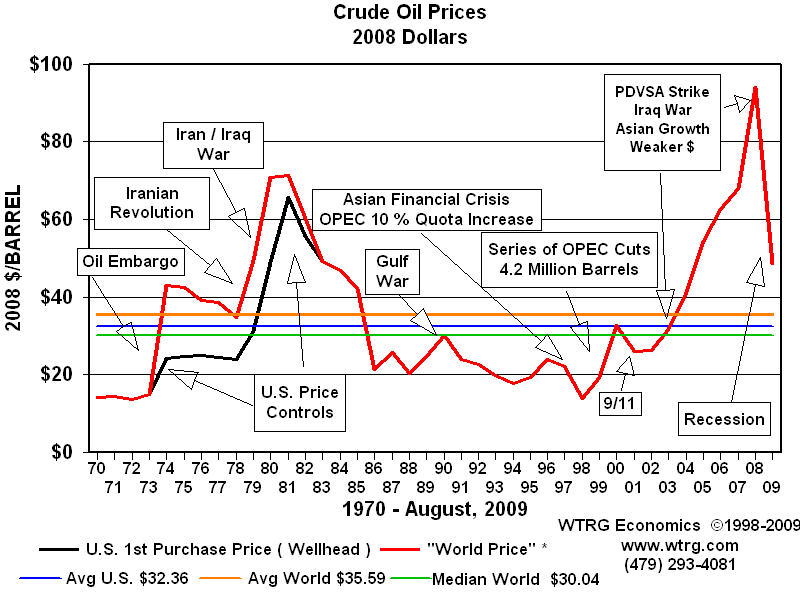 Crude Oil Prices
2008 Dollars
2008 $/BARREL
$100
$80
$60
$40
$20
$0
PDVSA Strike
Iraq War
Asian Growth
Weaker $
Iran / Iraq
War
Iranian
Revolution
Asian Financial Crisis
OPEC 10 % Quota Increase
Oil Embargo
Gulf
War
Series of OPEC Cuts
4.2 Million Barrels
U.S. Price
Controls
9/11
Recession
70 72 74 76 78 80 82 84 86 88 90 92 94 96 98 00 02 04 06 08
71 73 75 77 79 81 83 85 87 89 91 93 95 97 99 01 03 05 07 09
1970 - August, 2009
WTRG Economics ©1998-2009
www.wtrg.com
(479) 293-4081
U.S. 1st Purchase Price ( Wellhead ) "World Price" *
Avg U.S. $32.36 Avg World $35.59 Median World $30.04